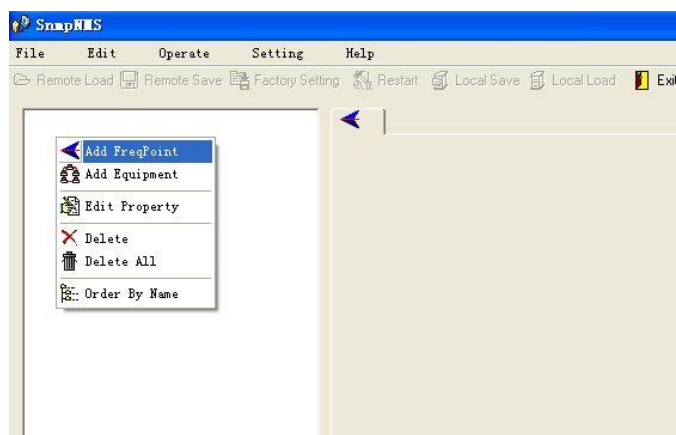 SnmpNMS
File Edit Operate Setting Help
Remote Load Remote Save Factory Setting Restart Local Save Local Load Exit
Add FreqPoint
Add Equipment
Edit Property
Delete
Delete All
Order By Name